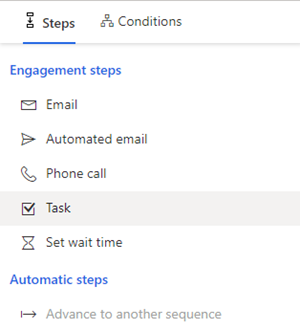 Steps Conditions
Engagement steps
Email
Automated email
Phone call
Task
Set wait time
Automatic steps
Advance to another sequence